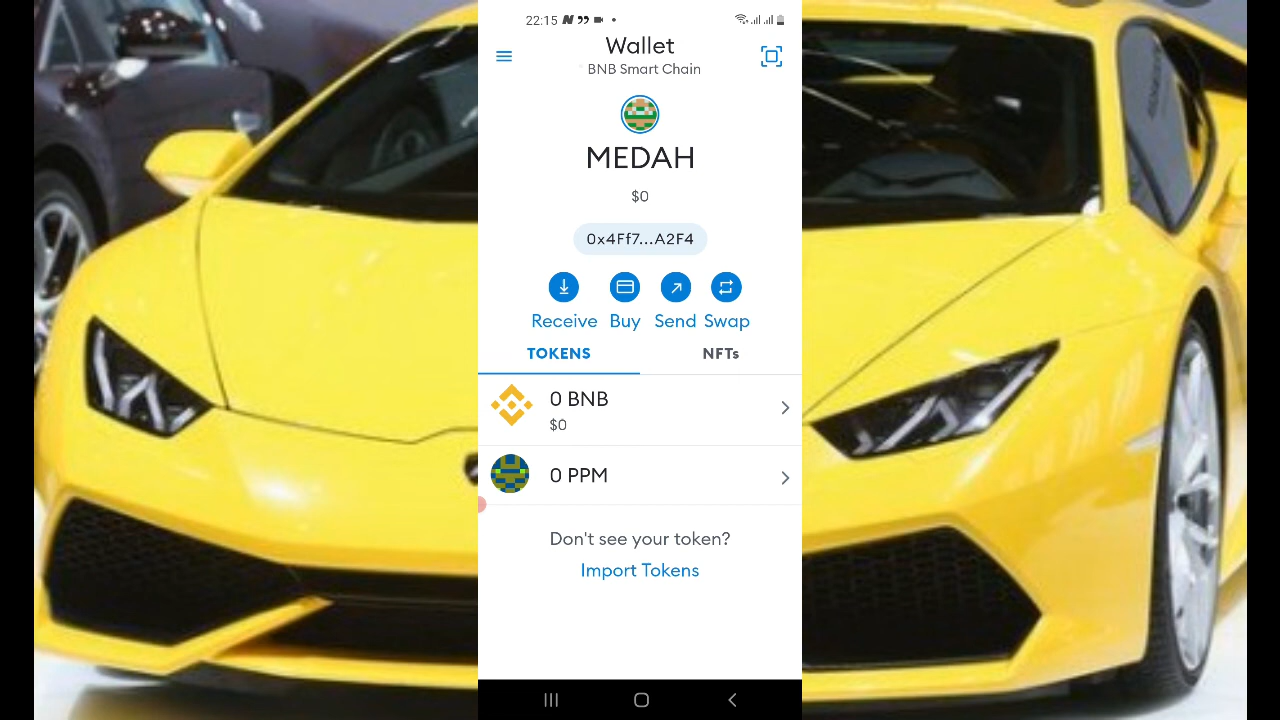 22:15
Wallet
BNB Smart Chain
MEDAH
$0
0x4Ff7...A2F4
Receive Buy Send Swap
TOKENS NFTs
0 BNB
$0
0 PPM
Don't see your token?
Import Tokens